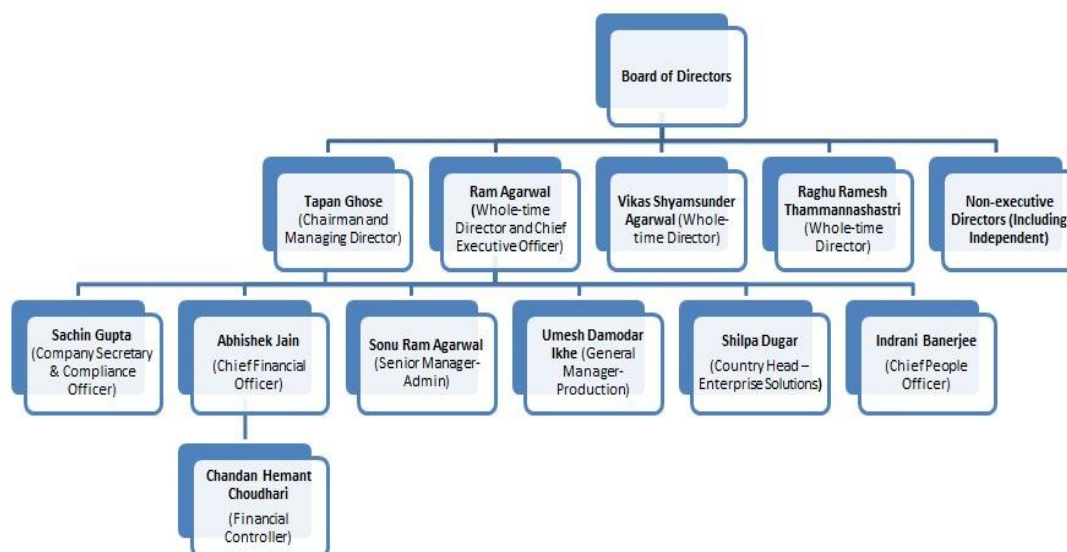 Board of Directors
Tapan Ghose
(Chairman and
Managing Director)
Ram Agarwal
(Whole-time
Director and Chief
Executive Officer)
Vikas Shyamsunder
Agarwal (Whole-
time Director)
Raghu Ramesh
Thammannashastri
(Whole-time
Director)
Non-executive
Directors (Including
Independent)
Sachin Gupta
(Company Secretary
& Compliance
Officer)
Abhishek Jain
(Chief Financial
Officer)
Sonu Ram Agarwal
(Senior Manager-
Admin)
Umesh Damodar
Ikhe (General
Manager-
Production)
Shilpa Dugar
(Country Head –
Enterprise Solutions)
Indrani Banerjee
(Chief People
Officer)
Chandan Hemant
Choudhari
(Financial
Controller)